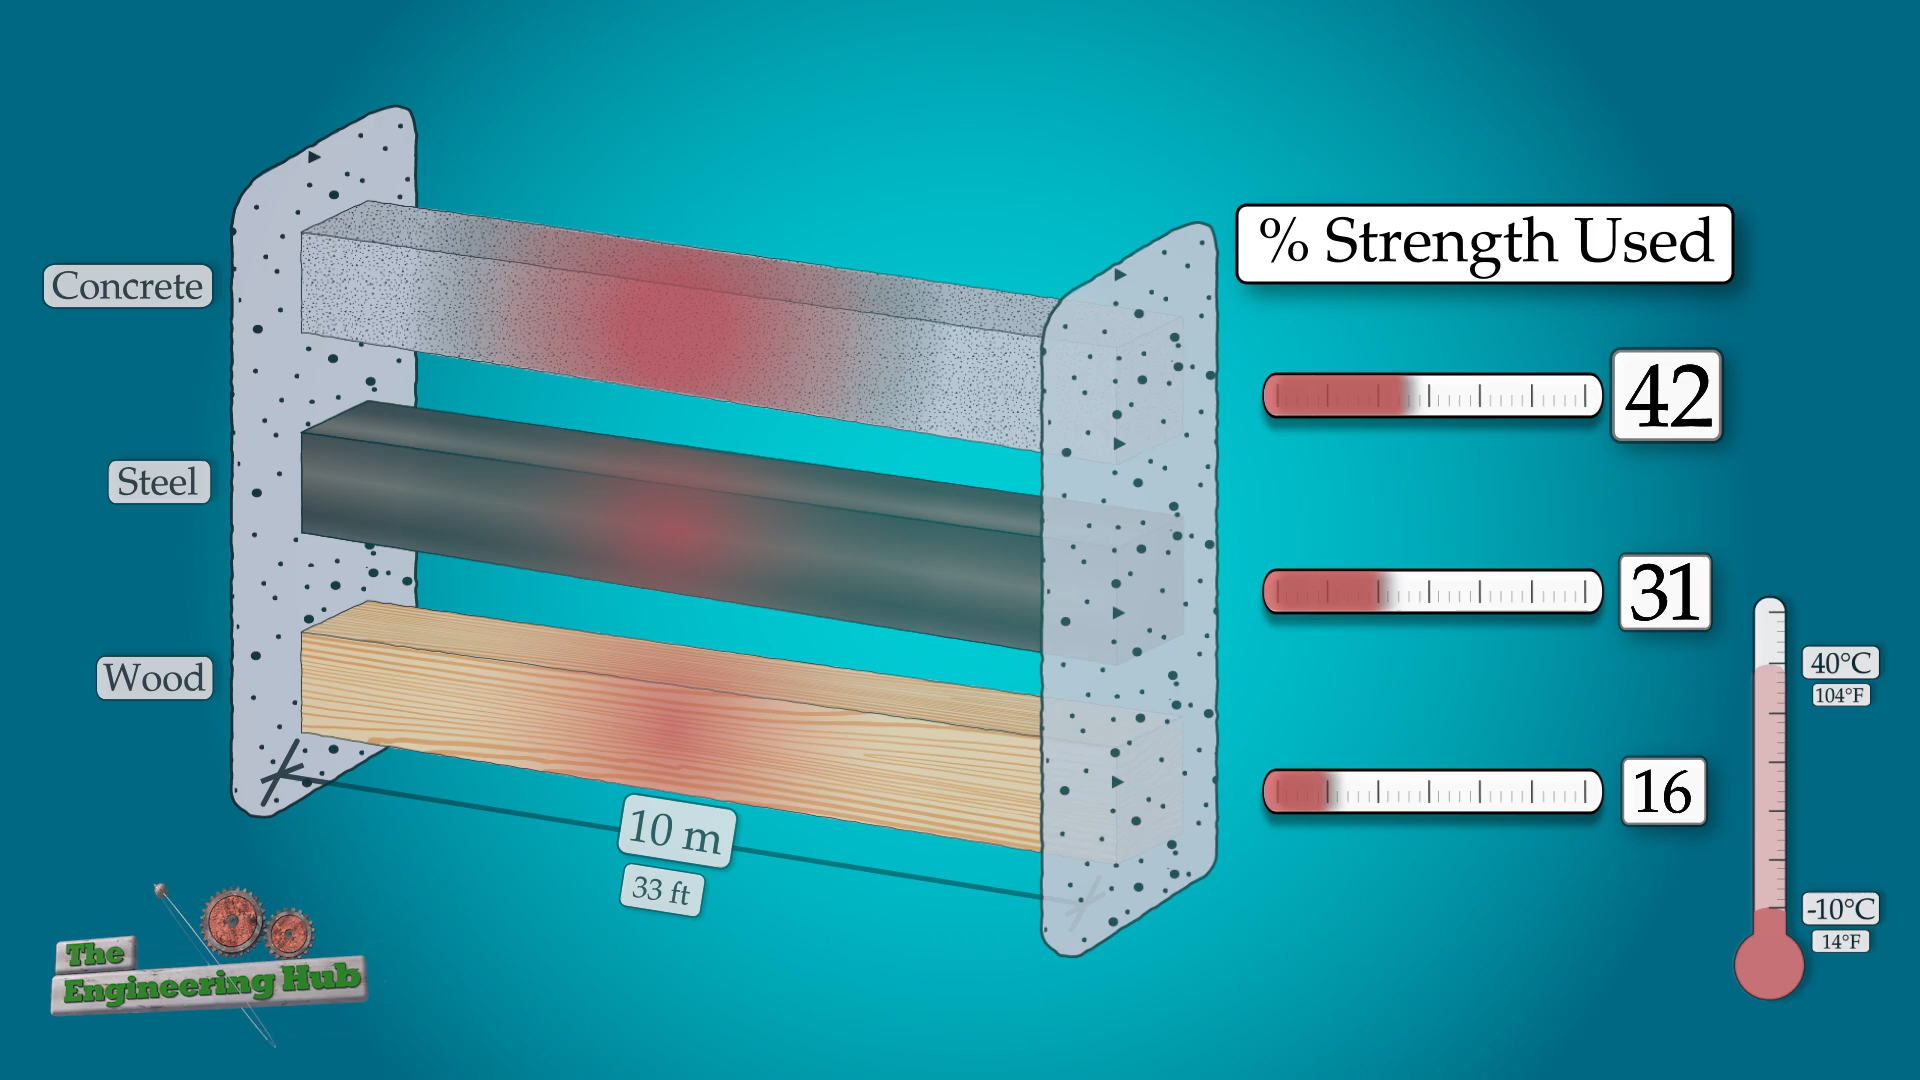 % Strength Used
Concrete
42
Steel
31
Wood
16
10 m
33 ft
40°C
104°F
-10°C
14°F
The
Engineering Hub